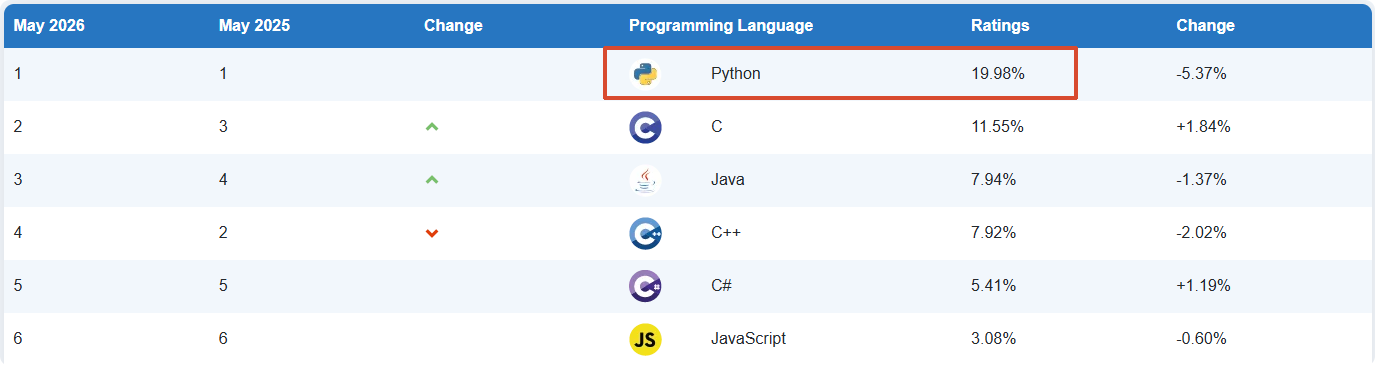 May 2026 May 2025 Change Programming Language Ratings Change
1 1 Python 19.98% -5.37%
2 3 C 11.55% +1.84%
3 4 Java 7.94% -1.37%
4 2 C++ 7.92% -2.02%
5 5 C# 5.41% +1.19%
6 6 JS JavaScript 3.08% -0.60%